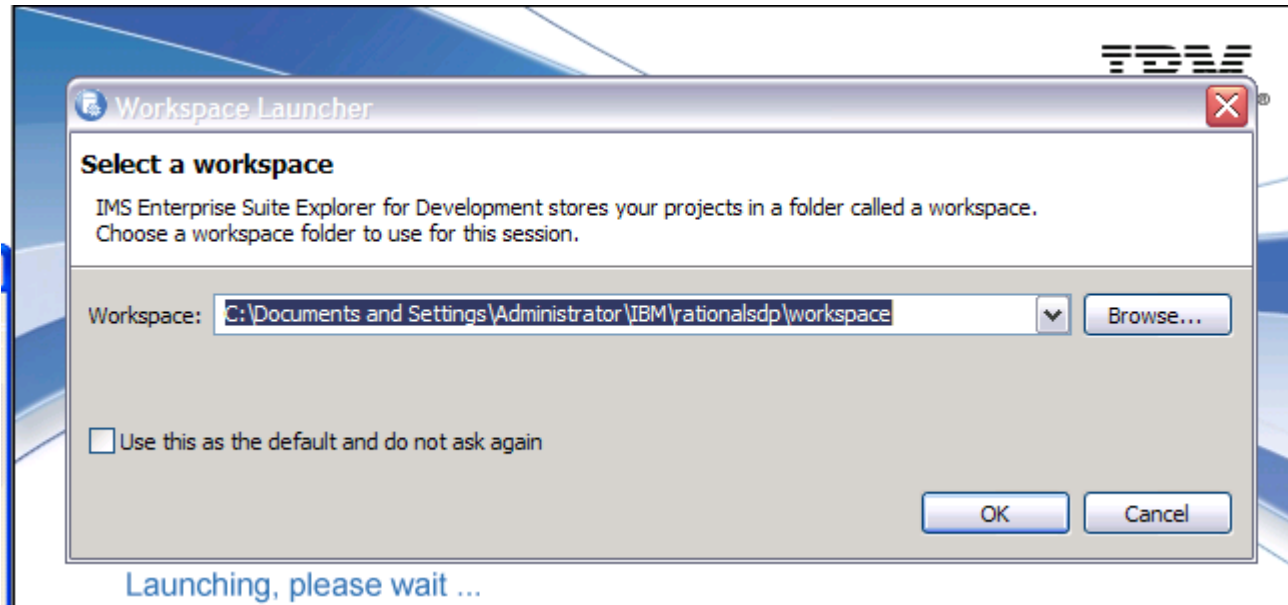 IBM
®
Workspace Launcher
Select a workspace
IMS Enterprise Suite Explorer for Development stores your projects in a folder called a workspace.
Choose a workspace folder to use for this session.
Workspace: C:\Documents and Settings\Administrator\IBM\rationalsdp\workspace Browse...
Use this as the default and do not ask again
OK Cancel
Launching, please wait ...